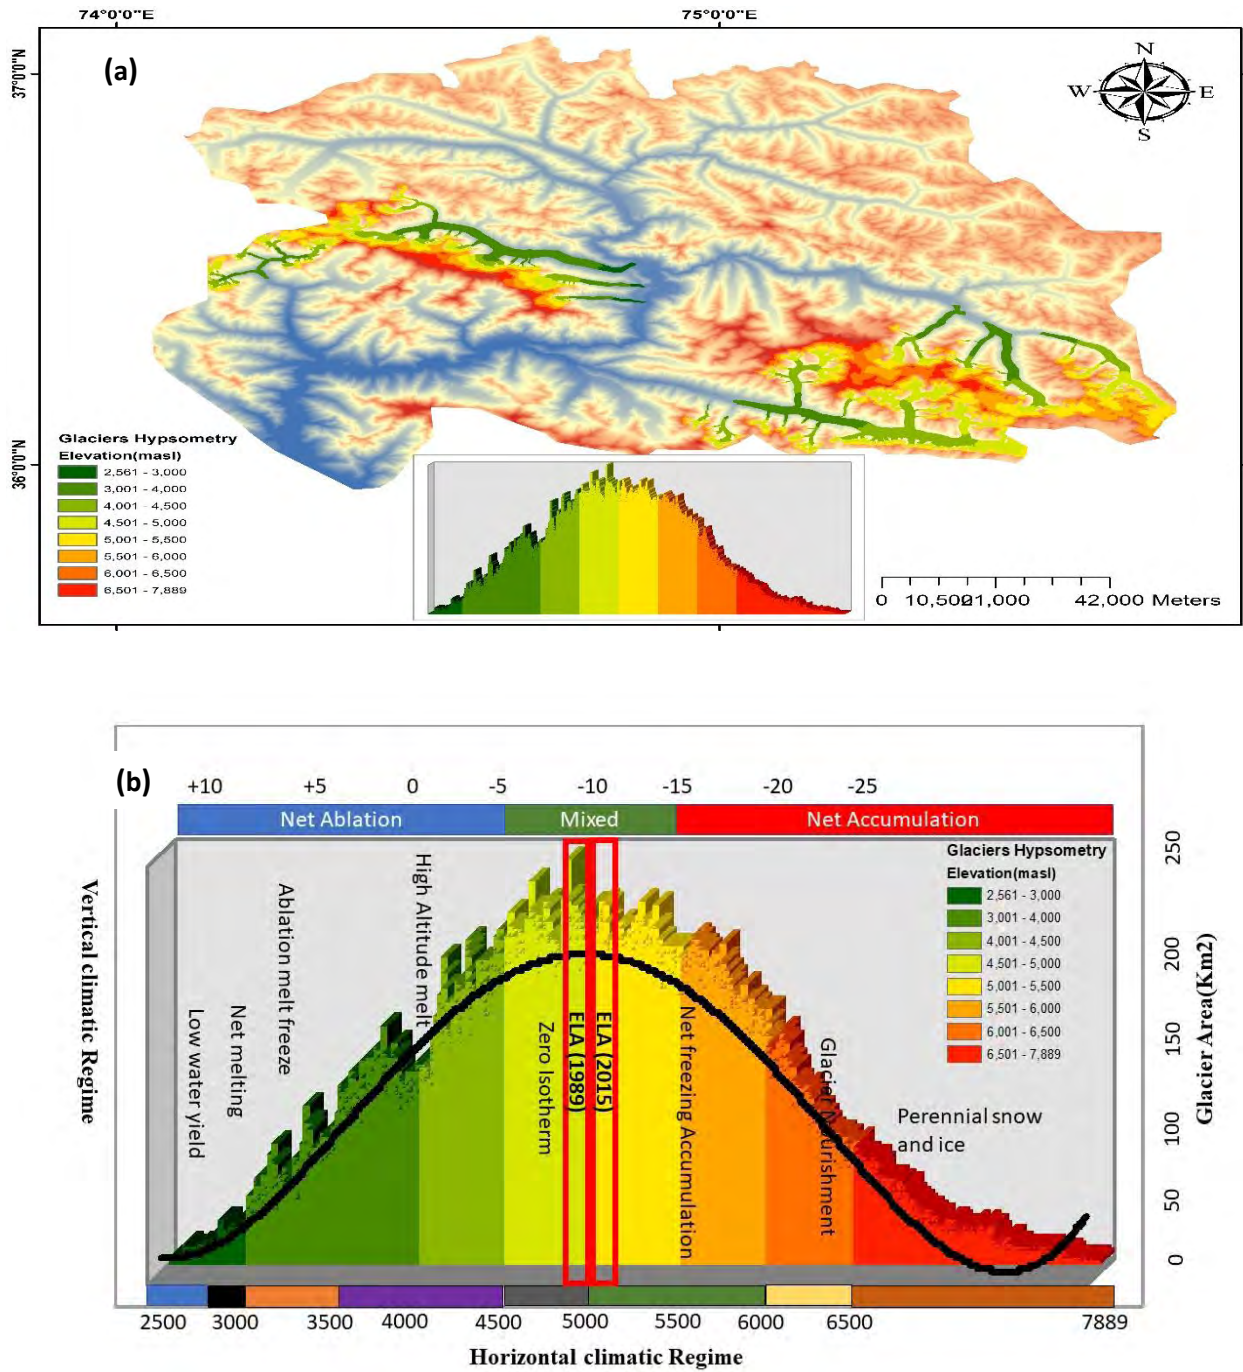 74°0'0"E
75°0'0"E
37°0'0"N
36°0'0"N
(a)
N
W
E
S
Glaciers Hypsometry
Elevation(masl)
2,561 - 3,000
3,001 - 4,000
4,001 - 4,500
4,501 - 5,000
5,001 - 5,500
5,501 - 6,000
6,001 - 6,500
6,501 - 7,889
0 10,500 21,000 42,000 Meters
(b)
+10 +5 0 -5 -10 -15 -20 -25
Net Ablation
Mixed
Net Accumulation
Vertical climatic Regime
Low water yield
Net melting
Ablation melt freeze
High Altitude melt
Zero Isotherm
ELA (1989)
ELA (2015)
Net freezing Accumulation
Glacier Nourishment
Perennial snow
and ice
Glaciers Hypsometry
Elevation(masl)
2,561 - 3,000
3,001 - 4,000
4,001 - 4,500
4,501 - 5,000
5,001 - 5,500
5,501 - 6,000
6,001 - 6,500
6,501 - 7,889
250
200
150
100
50
0
Glacier Area(Km2)
2500 3000 3500 4000 4500 5000 5500 6000 6500 7889
Horizontal climatic Regime